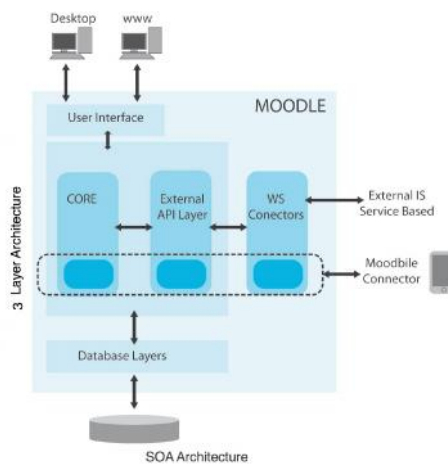 Desktop
www
MOODLE
User Interface
CORE
External
API Layer
WS
Conectors
External IS
Service Based
Moodbile
Connector
3 Layer Architecture
Database Layers
SOA Architecture